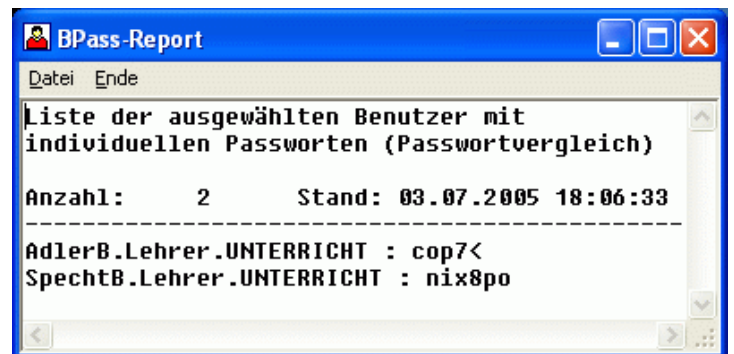 BPass-Report
Datei Ende
Liste der ausgewählten Benutzer mit
individuellen Passworten (Passwortvergleich)
Anzahl: 2 Stand: 03.07.2005 18:06:33
--------------------------------------------
AdlerB.Lehrer.UNTERRICHT : cop7<
SpechtB.Lehrer.UNTERRICHT : nix8po